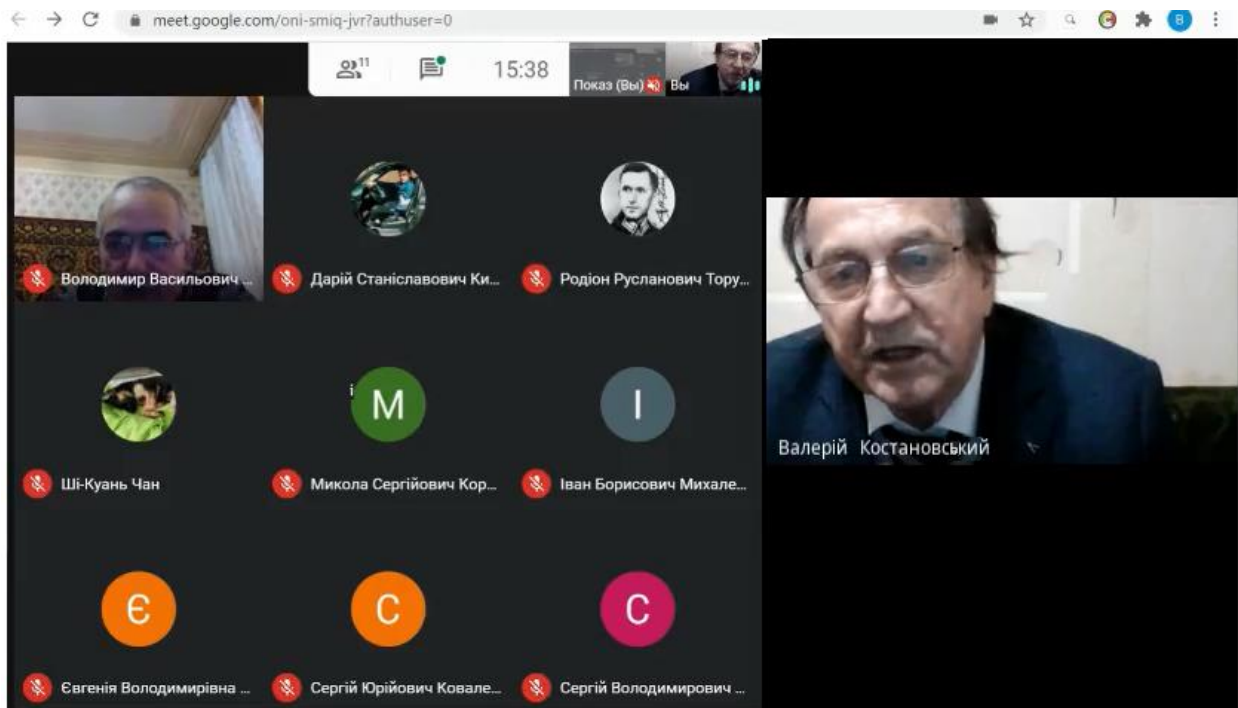 meet.google.com/oni-smiq-jvr?authuser=0
B
11
15:38
Показ (Вы)
Вы
Володимир Васильович ...
Дарій Станіславович Ки...
Родіон Русланович Тору...
Ші-Куань Чан
і
М
Микола Сергійович Кор...
І
Іван Борисович Михале...
Валерій Костановський
Є
Євгенія Володимирівна ...
С
Сергій Юрійович Ковале...
С
Сергій Володимирович ...